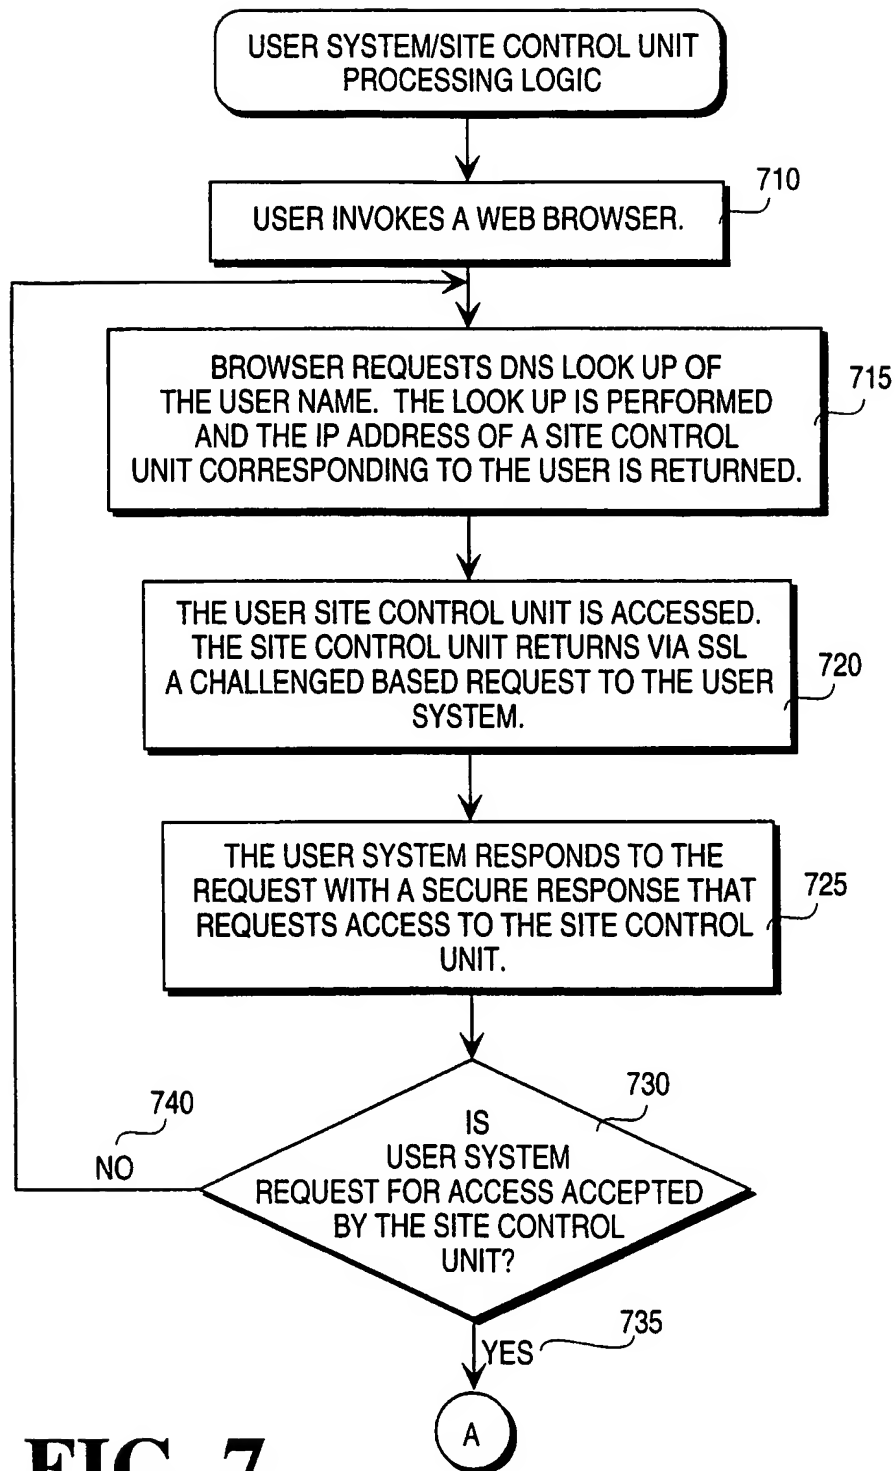 USER SYSTEM/SITE CONTROL UNIT
PROCESSING LOGIC
710
USER INVOKES A WEB BROWSER.
BROWSER REQUESTS DNS LOOK UP OF
THE USER NAME. THE LOOK UP IS PERFORMED
AND THE IP ADDRESS OF A SITE CONTROL
UNIT CORRESPONDING TO THE USER IS RETURNED.
715
THE USER SITE CONTROL UNIT IS ACCESSED.
THE SITE CONTROL UNIT RETURNS VIA SSL
A CHALLENGED BASED REQUEST TO THE USER
SYSTEM.
720
THE USER SYSTEM RESPONDS TO THE
REQUEST WITH A SECURE RESPONSE THAT
REQUESTS ACCESS TO THE SITE CONTROL
UNIT.
725
730
IS
USER SYSTEM
REQUEST FOR ACCESS ACCEPTED
BY THE SITE CONTROL
UNIT?
740
NO
735
YES
A
FIG. 7